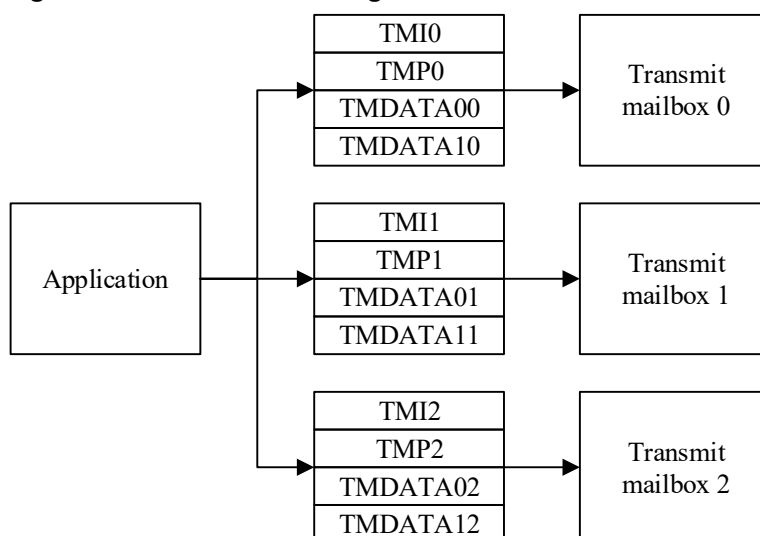 TMI0
TMP0
TMDATA00
TMDATA10
Transmit
mailbox 0
Application
TMI1
TMP1
TMDATA01
TMDATA11
Transmit
mailbox 1
TMI2
TMP2
TMDATA02
TMDATA12
Transmit
mailbox 2